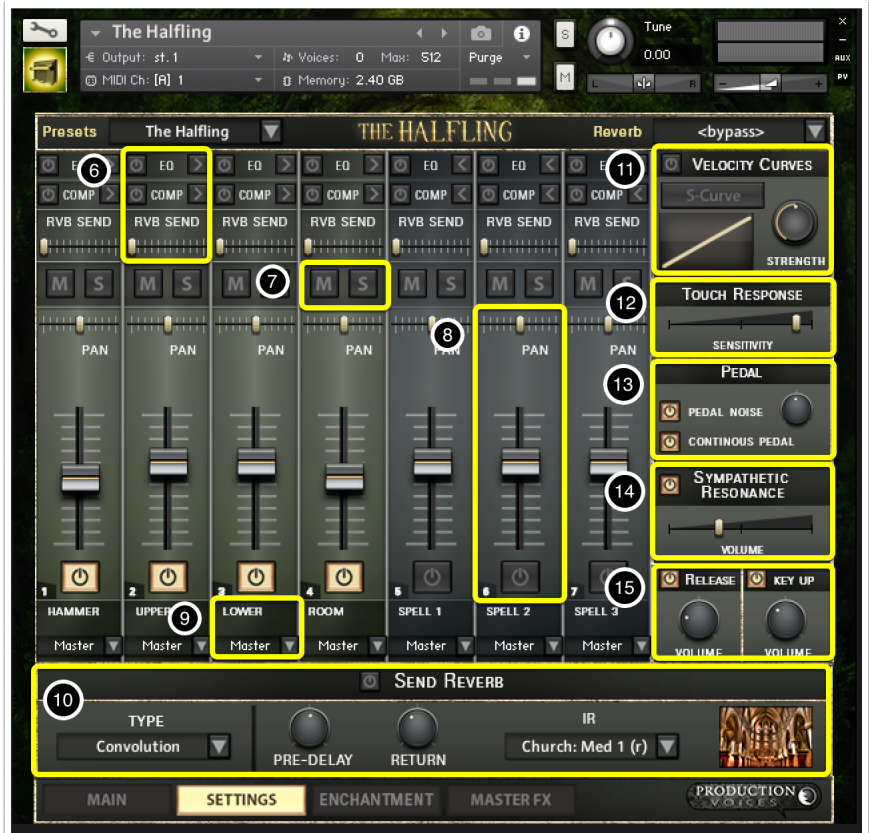 The Halfling
Output: st. 1 Voices: 0 Max: 512 Purge
MIDI Ch: [A] 1 Memory: 2.40 GB
S
M
Tune
0.00
L R
- +
×
-
AUX
PV
Presets The Halfling THE HALFLING Reverb <bypass>
6 EQ EQ EQ EQ EQ EQ 11
COMP COMP COMP COMP COMP COMP COMP
RVB SEND RVB SEND RVB SEND RVB SEND RVB SEND RVB SEND RVB SEND
M S M S M 7 M S M S M S M S
8
PAN PAN PAN PAN PAN PAN PAN
1 2 3 4 5 6 7
HAMMER UPPER 9 LOWER ROOM SPELL 1 SPELL 2 SPELL 3
Master Master Master Master Master Master Master
VELOCITY CURVES
S-Curve
STRENGTH
12 TOUCH RESPONSE
SENSITIVITY
13 PEDAL
PEDAL NOISE
CONTINOUS PEDAL
14 SYMPATHETIC
RESONANCE
VOLUME
15 RELEASE KEY UP
VOLUME VOLUME
10 SEND REVERB
TYPE
Convolution
PRE-DELAY RETURN
IR
Church: Med 1 (r)
MAIN SETTINGS ENCHANTMENT MASTER FX
PRODUCTION
VOICES